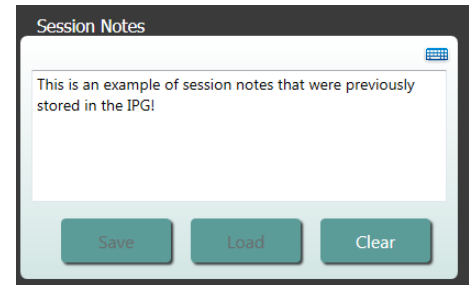 Session Notes
This is an example of session notes that were previously
stored in the IPG!
Save
Load
Clear